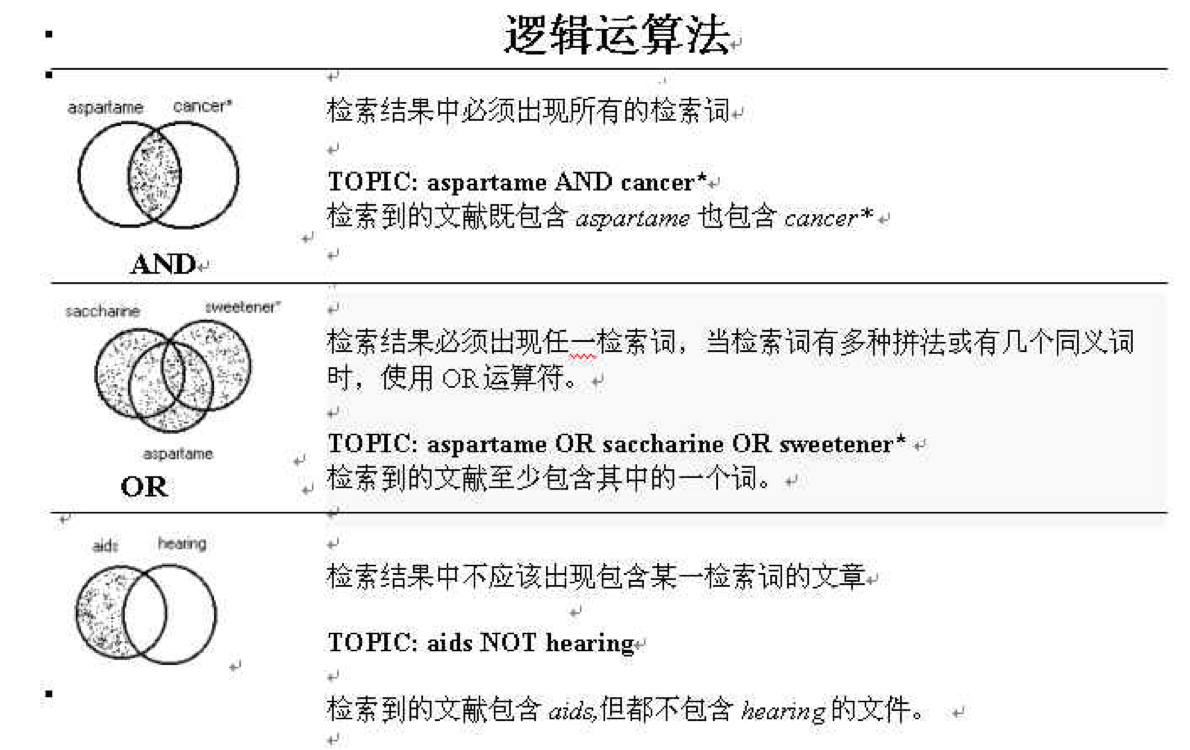 逻辑运算法
aspartame cancer*
AND
检索结果中必须出现所有的检索词
TOPIC: aspartame AND cancer*
检索到的文献既包含 aspartame 也包含 cancer*
saccharine sweetener*
aspartame
OR
检索结果必须出现任一检索词，当检索词有多种拼法或有几个同义词
时，使用 OR 运算符。
TOPIC: aspartame OR saccharine OR sweetener*
检索到的文献至少包含其中的一个词。
aids hearing
检索结果中不应该出现包含某一检索词的文章
TOPIC: aids NOT hearing
检索到的文献包含 aids,但都不包含 hearing 的文件。